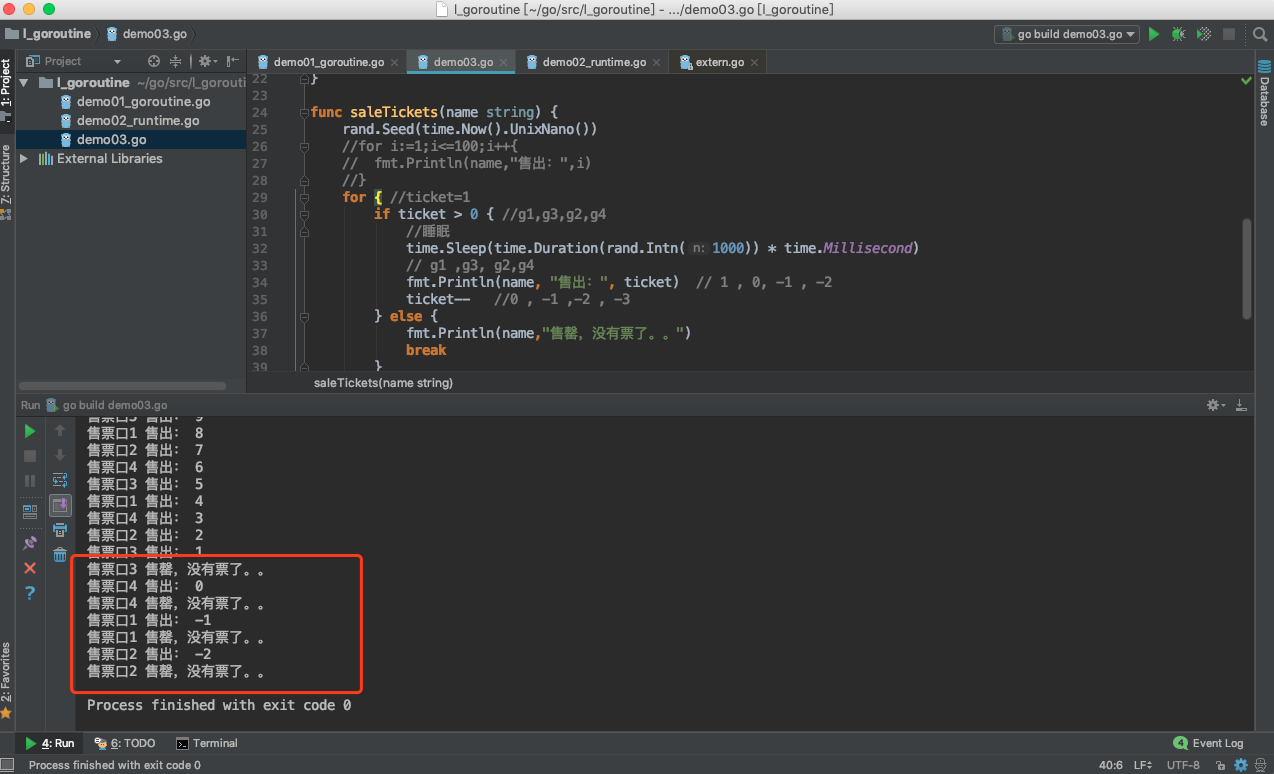 l_goroutine [~/go/src/l_goroutine] - .../demo03.go [l_goroutine]
l_goroutine demo03.go
go build demo03.go
1: Project
Z: Structure
2: Favorites
Project
l_goroutine ~/go/src/l_gorouti
demo01_goroutine.go
demo02_runtime.go
demo03.go
External Libraries
demo01_goroutine.go demo03.go demo02_runtime.go extern.go
Database
22 }
23
24 func saleTickets(name string) {
25 rand.Seed(time.Now().UnixNano())
26 //for i:=1;i<=100;i++{
27 // fmt.Println(name,"售出：",i)
28 //}
29 for { //ticket=1
30 if ticket > 0 { //g1,g3,g2,g4
31 //睡眠
32 time.Sleep(time.Duration(rand.Intn( n: 1000)) * time.Millisecond)
33 // g1 ,g3, g2,g4
34 fmt.Println(name, "售出：", ticket) // 1 , 0, -1 , -2
35 ticket-- //0 , -1 ,-2 , -3
36 } else {
37 fmt.Println(name,"售罄，没有票了。。")
38 break
39 }
saleTickets(name string)
Run go build demo03.go
售票口3 售出： 9
售票口1 售出： 8
售票口2 售出： 7
售票口4 售出： 6
售票口3 售出： 5
售票口1 售出： 4
售票口4 售出： 3
售票口2 售出： 2
售票口3 售出： 1
售票口3 售罄，没有票了。。
售票口4 售出： 0
售票口4 售罄，没有票了。。
售票口1 售出： -1
售票口1 售罄，没有票了。。
售票口2 售出： -2
售票口2 售罄，没有票了。。
Process finished with exit code 0
4: Run 6: TODO Terminal 4 Event Log
Process finished with exit code 0 40:6 LF UTF-8